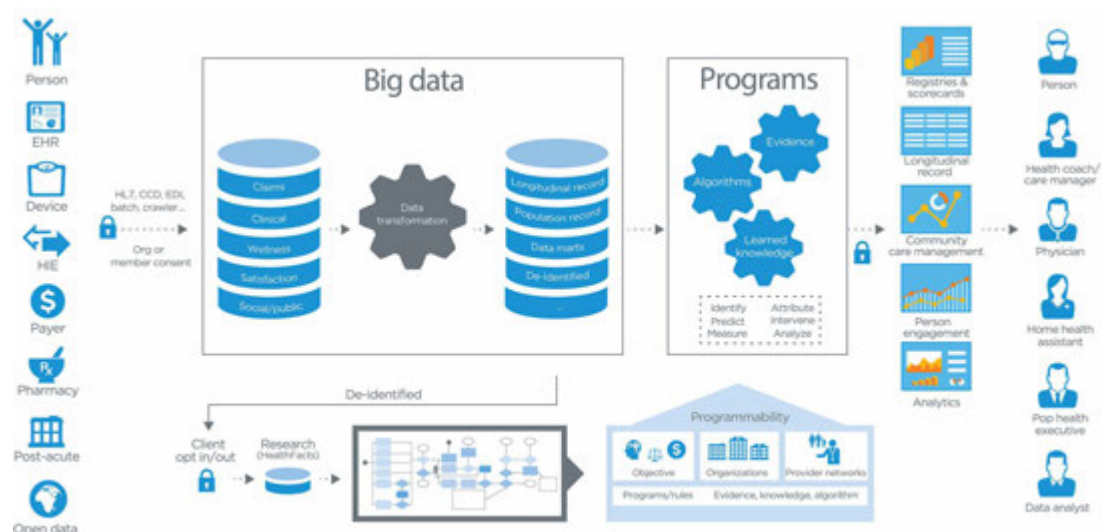 Person
EHR
Device
HIE
Payer
Pharmacy
Post-acute
Open data
HL7, CCD, EDI,
batch, crawler...
Org or
member consent
Big data
Claims
Clinical
Wellness
Satisfaction
Social/public
Data
transformation
Longitudinal record
Population record
Data marts
De-identified
...
Programs
Evidence
Algorithms
Learned
knowledge
Identify Attribute
Predict Intervene
Measure Analyze
Registries &
scorecards
Longitudinal
record
Community
care management
Person
engagement
Analytics
Person
Health coach/
care manager
Physician
Home health
assistant
Pop health
executive
Data analyst
De-identified
Client
opt in/out
Research
(HealthFacts)
Programmability
Objective
Organizations
Provider networks
Programs/rules
Evidence, knowledge, algorithm